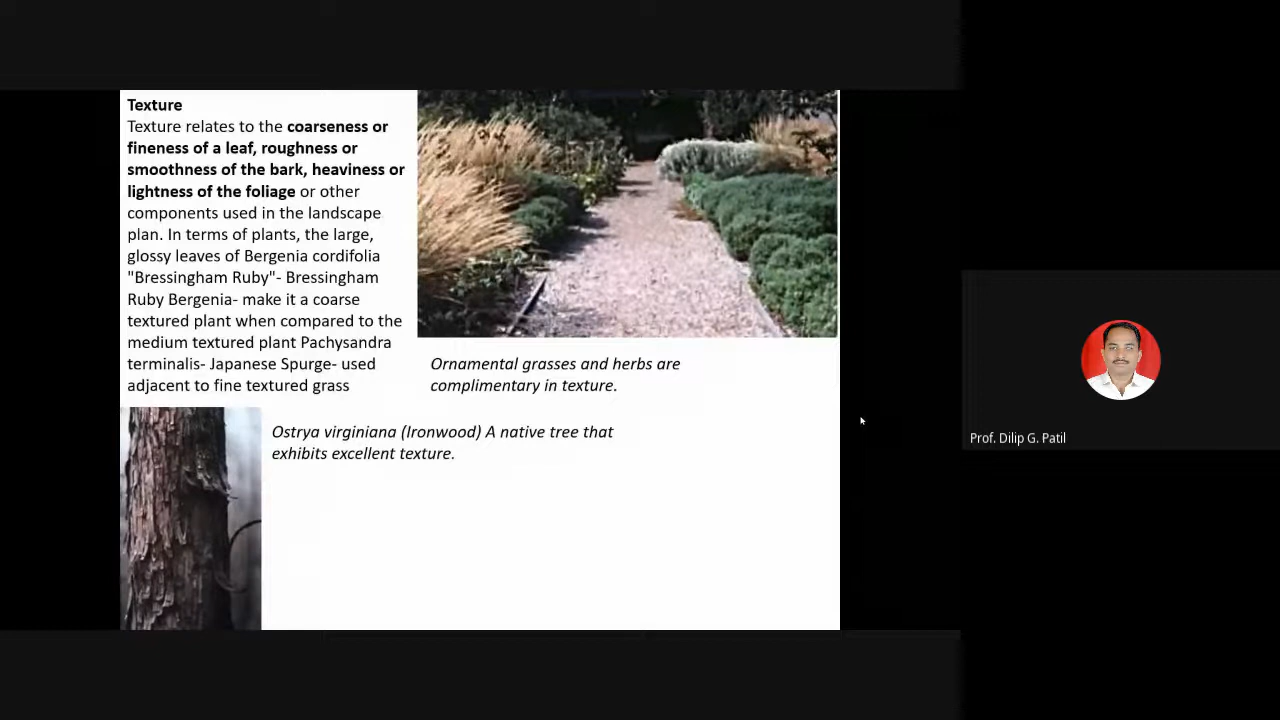 Texture
Texture relates to the coarseness or
fineness of a leaf, roughness or
smoothness of the bark, heaviness or
lightness of the foliage or other
components used in the landscape
plan. In terms of plants, the large,
glossy leaves of Bergenia cordifolia
"Bressingham Ruby"- Bressingham
Ruby Bergenia- make it a coarse
textured plant when compared to the
medium textured plant Pachysandra
terminalis- Japanese Spurge- used
adjacent to fine textured grass
Ornamental grasses and herbs are
complimentary in texture.
Ostrya virginiana (Ironwood) A native tree that
exhibits excellent texture.
Prof. Dilip G. Patil